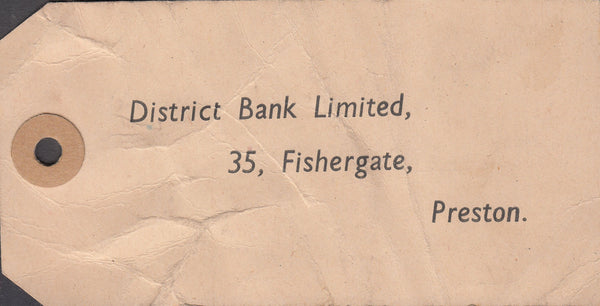 District Bank Limited,
35, Fishergate,
Preston.